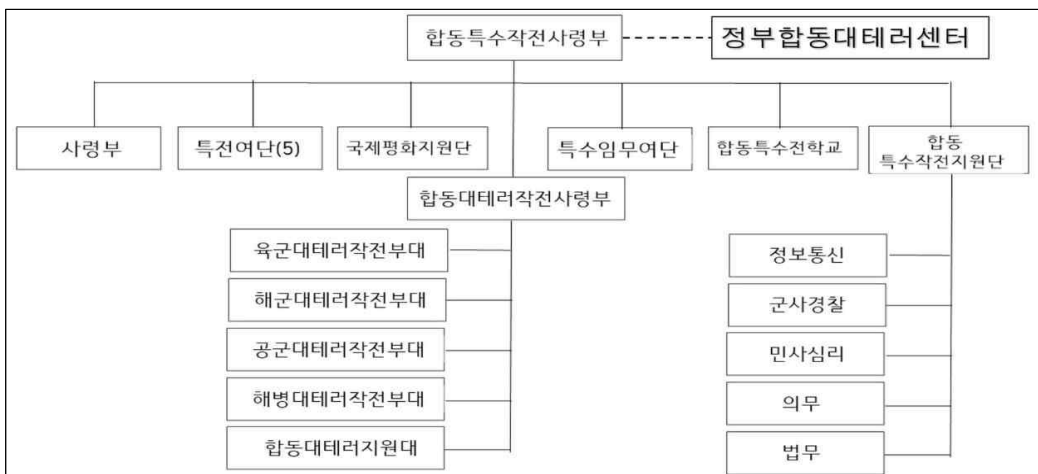 합동특수작전사령부
정부합동대테러센터
사령부
특전여단(5)
국제평화지원단
특수임무여단
합동특수전학교
합동
특수작전지원단
합동대테러작전사령부
육군대테러작전부대
해군대테러작전부대
공군대테러작전부대
해병대테러작전부대
합동대테러지원대
정보통신
군사경찰
민사심리
의무
법무